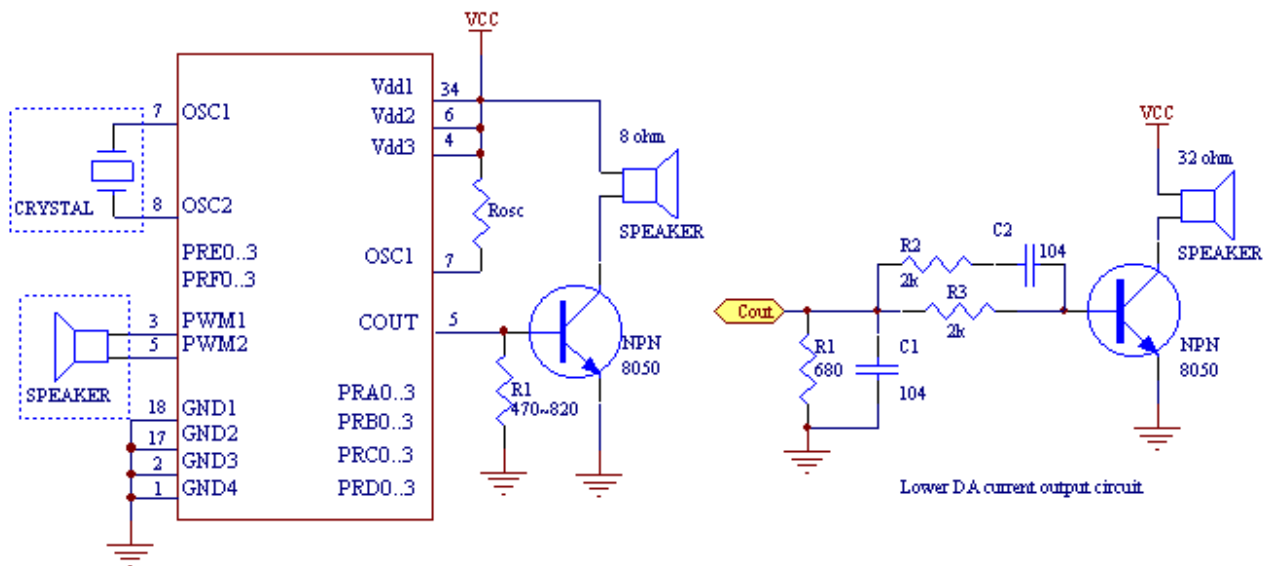 VCC
Vdd1
34
7
OSC1
Vdd2
6
Vdd3
4
8 ohm
VCC
32 ohm
CRYSTAL
8
OSC2
Rosc
SPEAKER
PRE0..3
OSC1
7
PRF0..3
R2
2k
C2
104
SPEAKER
R3
2k
Cout
3
PWM1
5
PWM2
COUT
5
NPN
8050
R1
680
C1
104
NPN
8050
SPEAKER
R1
470~820
PRA0..3
18
GND1
PRB0..3
17
GND2
PRC0..3
2
GND3
PRD0..3
1
GND4
Lower DA current output circuit